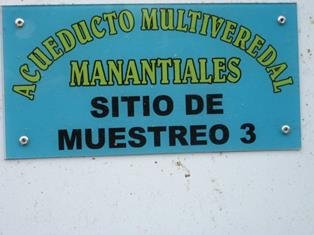 ACUEDUCTO MULTIVEREDAL
MANANTIALES
SITIO DE
MUESTREO 3